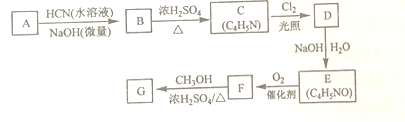 A HCN(水溶液) NaOH(微量) B 浓H₂SO₄ △ C (C₄H₅N) Cl₂ 光照 D
NaOH H₂O
G CH₃OH 浓H₂SO₄/△ F O₂ 催化剂 E (C₄H₅NO)